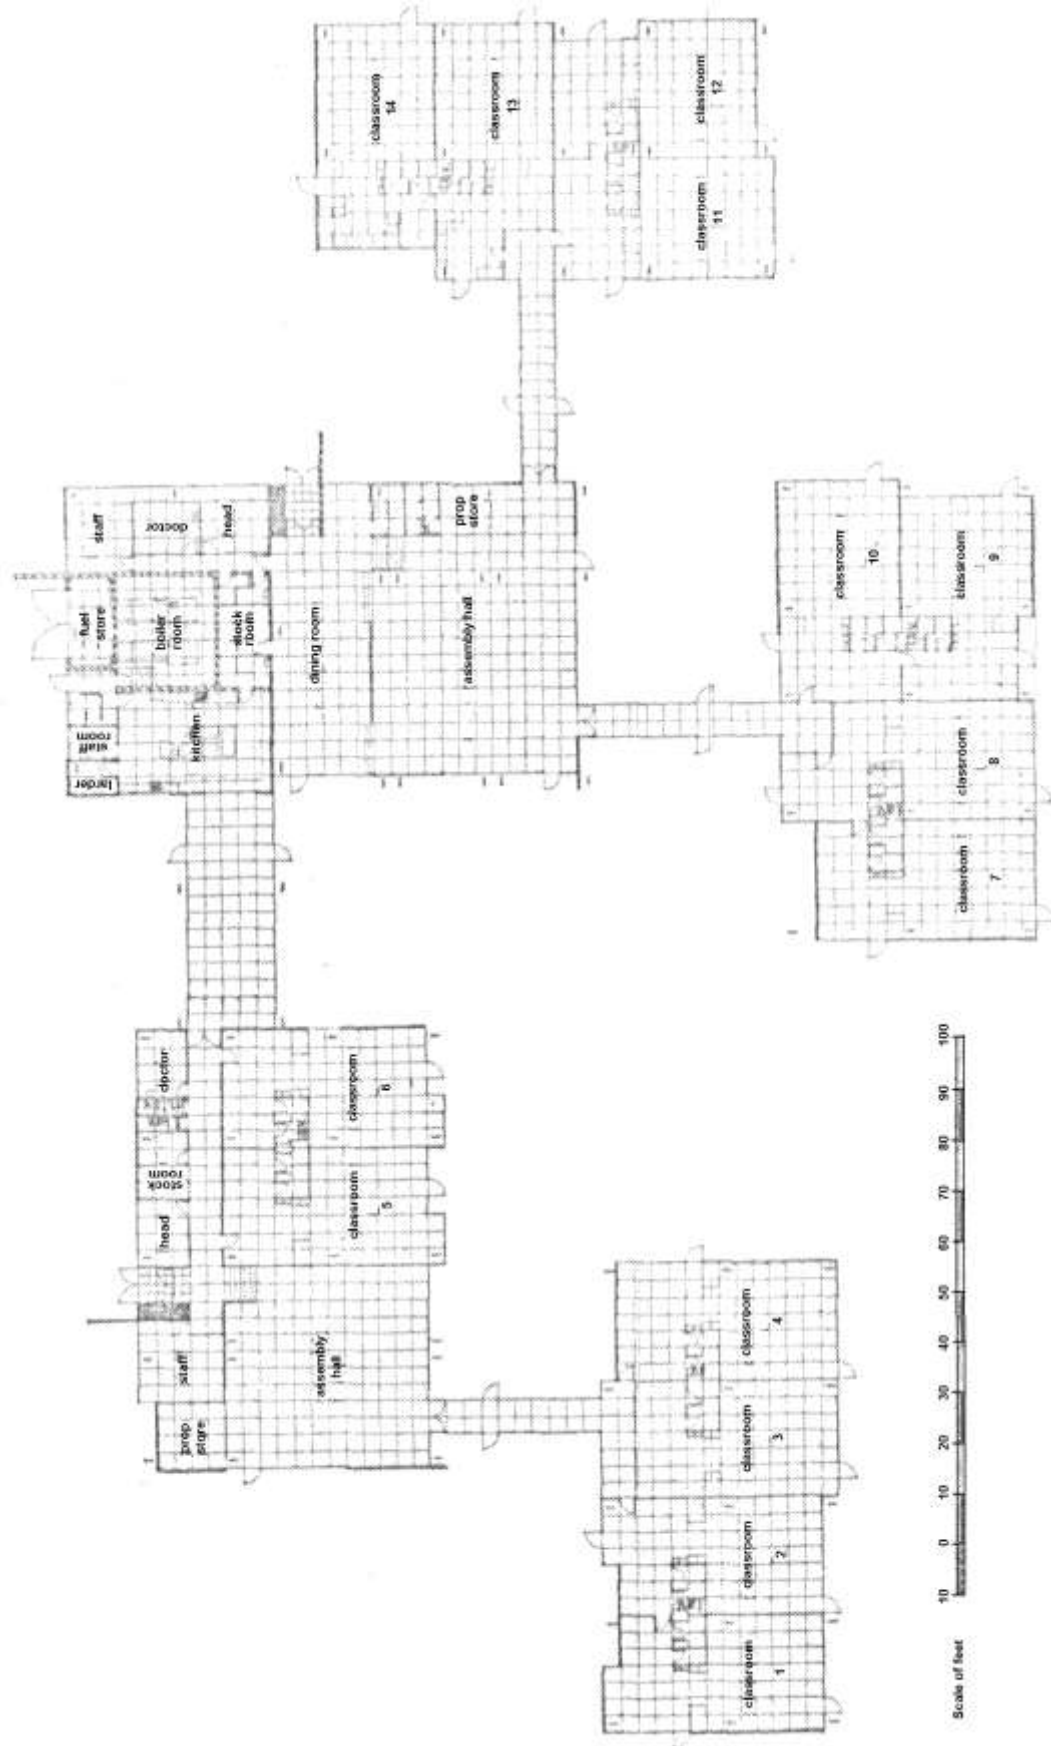 classroom
14
classroom
13
classroom
12
classroom
11
staff
doctor
head
fuel
store
boiler
room
stock
room
staff
room
larder
kitchen
dining room
prop
store
assembly hall
classroom
10
classroom
9
classroom
8
classroom
7
doctor
stock
room
head
staff
prop
store
assembly
hall
classroom
6
classroom
5
classroom
4
classroom
3
classroom
2
classroom
1
Scale of feet
10 0 10 20 30 40 50 60 70 80 90 100